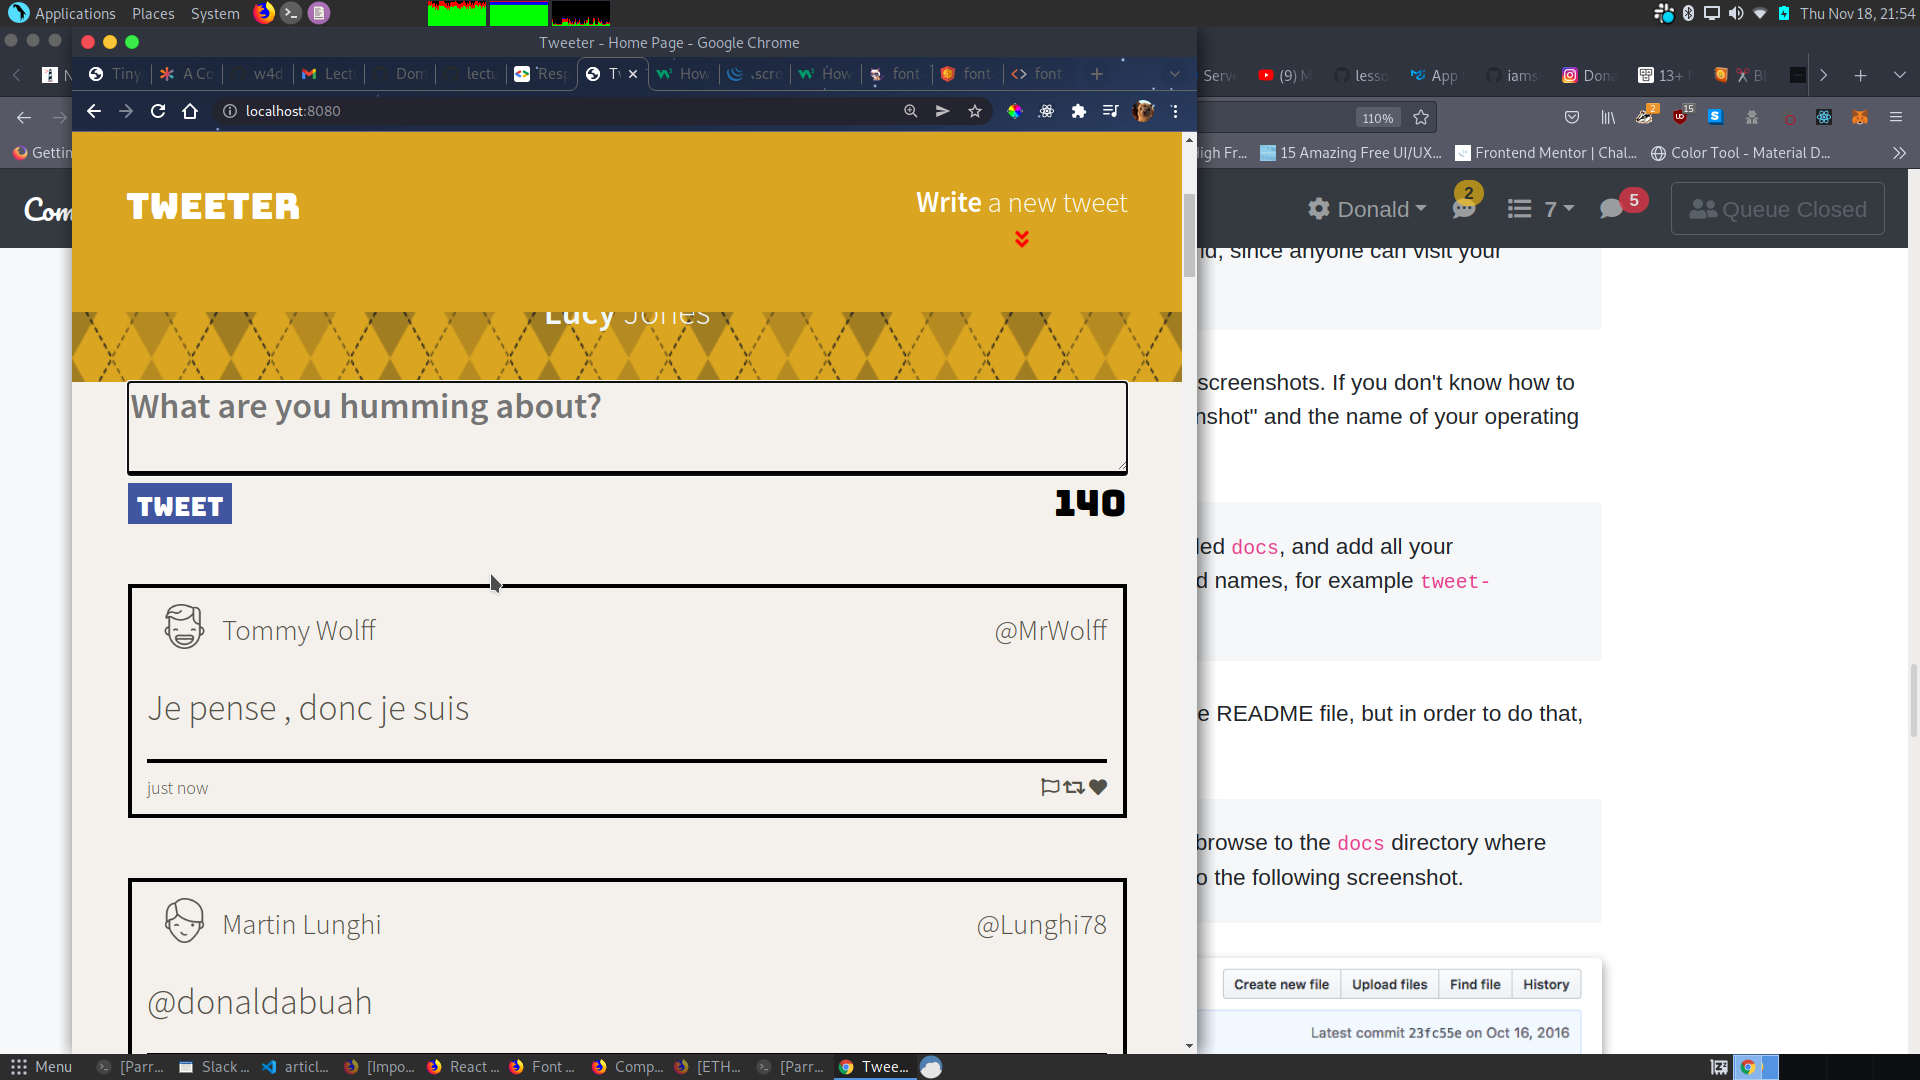 Applications Places System
Thu Nov 18, 21:54
Tweeter - Home Page - Google Chrome
Tiny A Co w4d Lect Dom lectu Resp Tw How .scro How font font font
Serv (9) M lesso App iams Dona 13+ Bl
localhost:8080
110%
2
15
Gettin
igh Fr... 15 Amazing Free UI/UX... Frontend Mentor | Chal... Color Tool - Material D...
Com
Donald 2 7 5 Queue Closed
TWEETER
Write a new tweet
Lucy Jones
What are you humming about?
TWEET
140
Tommy Wolff
@MrWolff
Je pense , donc je suis
just now
Martin Lunghi
@Lunghi78
@donaldabuah
nd, since anyone can visit your
screenshots. If you don't know how to
nshot" and the name of your operating
led docs, and add all your
d names, for example tweet-
e README file, but in order to do that,
browse to the docs directory where
o the following screenshot.
Create new file Upload files Find file History
Latest commit 23fc55e on Oct 16, 2016
Menu [Parr... Slack ... articl... [Impo... React ... Font ... Comp... [ETH... [Parr... Twee...